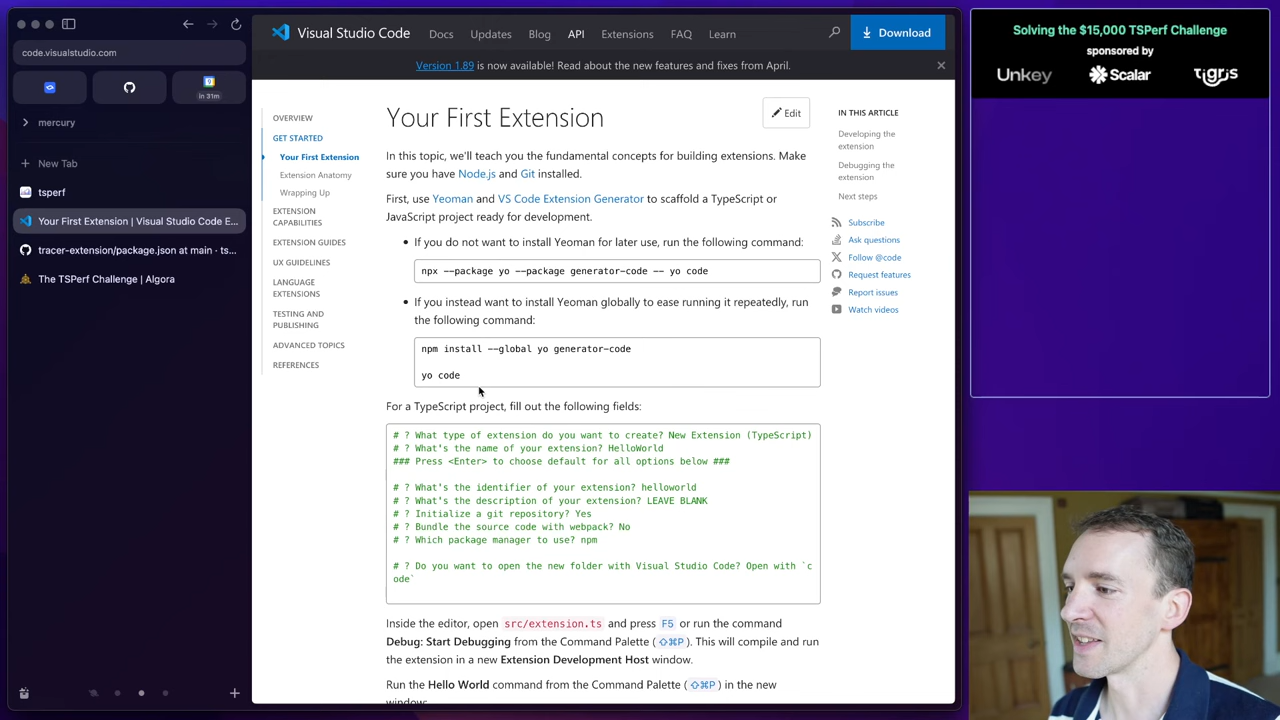 code.visualstudio.com
in 31m
mercury
New Tab
tsperf
Your First Extension | Visual Studio Code E...
tracer-extension/package.json at main · ts...
The TSPerf Challenge | Algora
Visual Studio Code
Docs
Updates
Blog
API
Extensions
FAQ
Learn
Download
Version 1.89 is now available! Read about the new features and fixes from April.
OVERVIEW
GET STARTED
Your First Extension
Extension Anatomy
Wrapping Up
EXTENSION
CAPABILITIES
EXTENSION GUIDES
UX GUIDELINES
LANGUAGE
EXTENSIONS
TESTING AND
PUBLISHING
ADVANCED TOPICS
REFERENCES
Your First Extension
Edit
In this topic, we'll teach you the fundamental concepts for building extensions. Make
sure you have Node.js and Git installed.
First, use Yeoman and VS Code Extension Generator to scaffold a TypeScript or
JavaScript project ready for development.
• If you do not want to install Yeoman for later use, run the following command:
npx --package yo --package generator-code -- yo code
• If you instead want to install Yeoman globally to ease running it repeatedly, run
the following command:
npm install --global yo generator-code
yo code
For a TypeScript project, fill out the following fields:
# ? What type of extension do you want to create? New Extension (TypeScript)
# ? What's the name of your extension? HelloWorld
### Press <Enter> to choose default for all options below ###
# ? What's the identifier of your extension? helloworld
# ? What's the description of your extension? LEAVE BLANK
# ? Initialize a git repository? Yes
# ? Bundle the source code with webpack? No
# ? Which package manager to use? npm
# ? Do you want to open the new folder with Visual Studio Code? Open with `c
ode`
Inside the editor, open src/extension.ts and press F5 or run the command
Debug: Start Debugging from the Command Palette (⇧⌘P). This will compile and run
the extension in a new Extension Development Host window.
Run the Hello World command from the Command Palette (⇧⌘P) in the new
window:
IN THIS ARTICLE
Developing the
extension
Debugging the
extension
Next steps
Subscribe
Ask questions
Follow @code
Request features
Report issues
Watch videos
Solving the $15,000 TSPerf Challenge
sponsored by
Unkey
Scalar
tigris